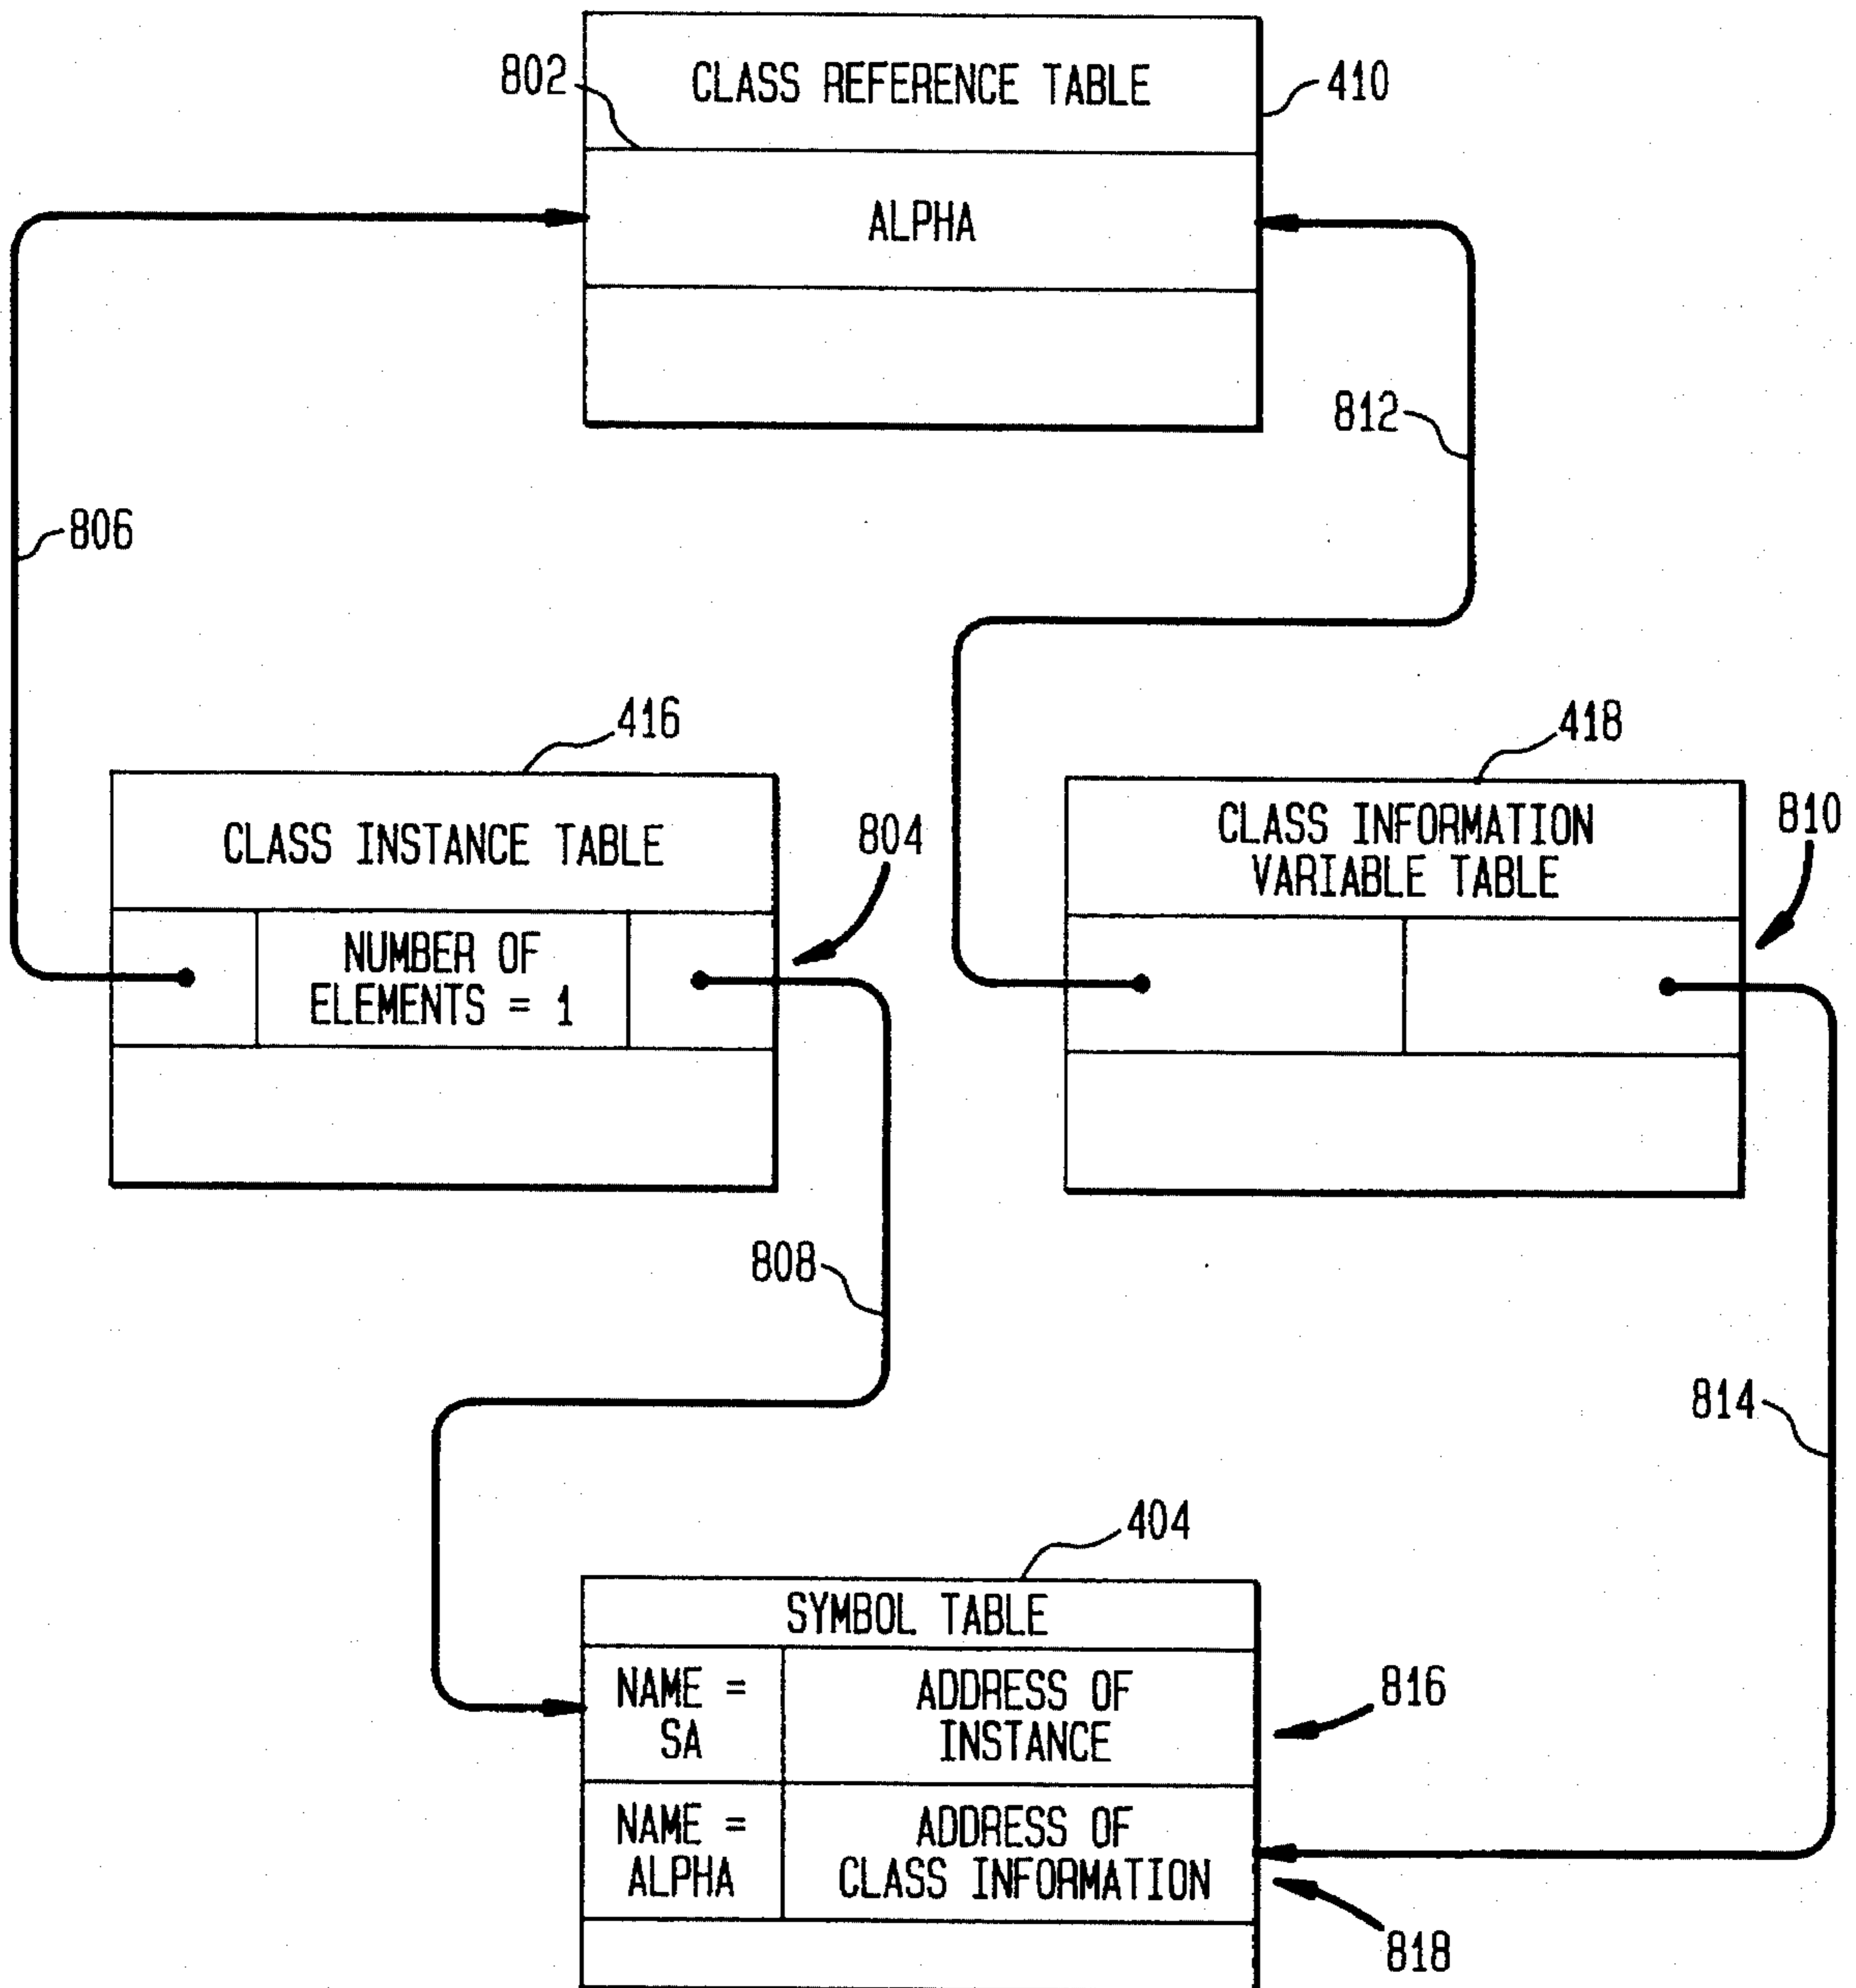 802
CLASS REFERENCE TABLE
410
ALPHA
812
806
416
418
CLASS INSTANCE TABLE
804
CLASS INFORMATION
VARIABLE TABLE
810
NUMBER OF
ELEMENTS = 1
808
814
404
SYMBOL TABLE
NAME =
SA
ADDRESS OF
INSTANCE
816
NAME =
ALPHA
ADDRESS OF
CLASS INFORMATION
818